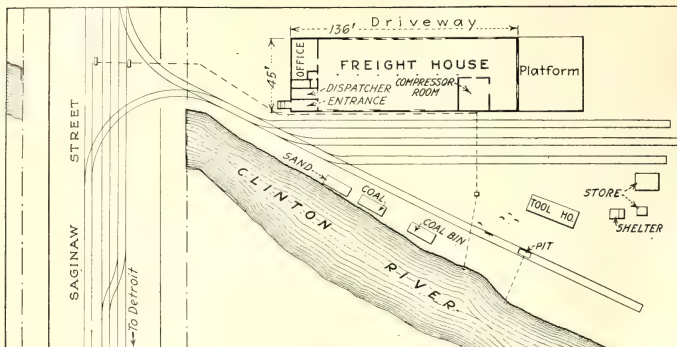 Driveway
136'
45'
OFFICE
FREIGHT HOUSE
Platform
COMPRESSOR
ROOM
DISPATCHER
ENTRANCE
STREET
SAGINAW
To Detroit
SAND
COAL
COAL BIN
CLINTON
RIVER
TOOL HO.
STORE
SHELTER
PIT